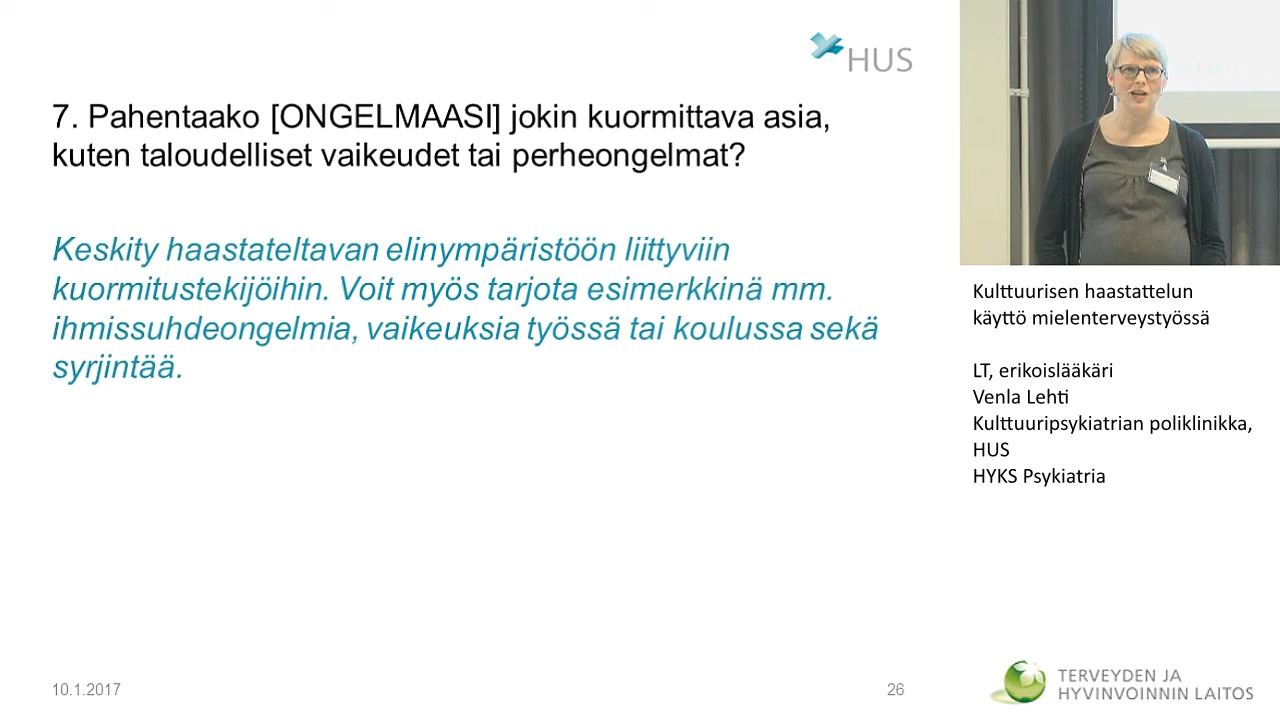 HUS
7. Pahentaako [ONGELMAASI] jokin kuormittava asia,
kuten taloudelliset vaikeudet tai perheongelmat?
Keskity haastateltavan elinympäristöön liittyviin
kuormitustekijöihin. Voit myös tarjota esimerkkinä mm.
ihmissuhdeongelmia, vaikeuksia työssä tai koulussa sekä
syrjintää.
10.1.2017
26
Kulttuurisen haastattelun
käyttö mielenterveystyössä
LT, erikoislääkäri
Venla Lehti
Kulttuuripsykiatrian poliklinikka,
HUS
HYKS Psykiatria
TERVEYDEN JA
HYVINVOINNIN LAITOS